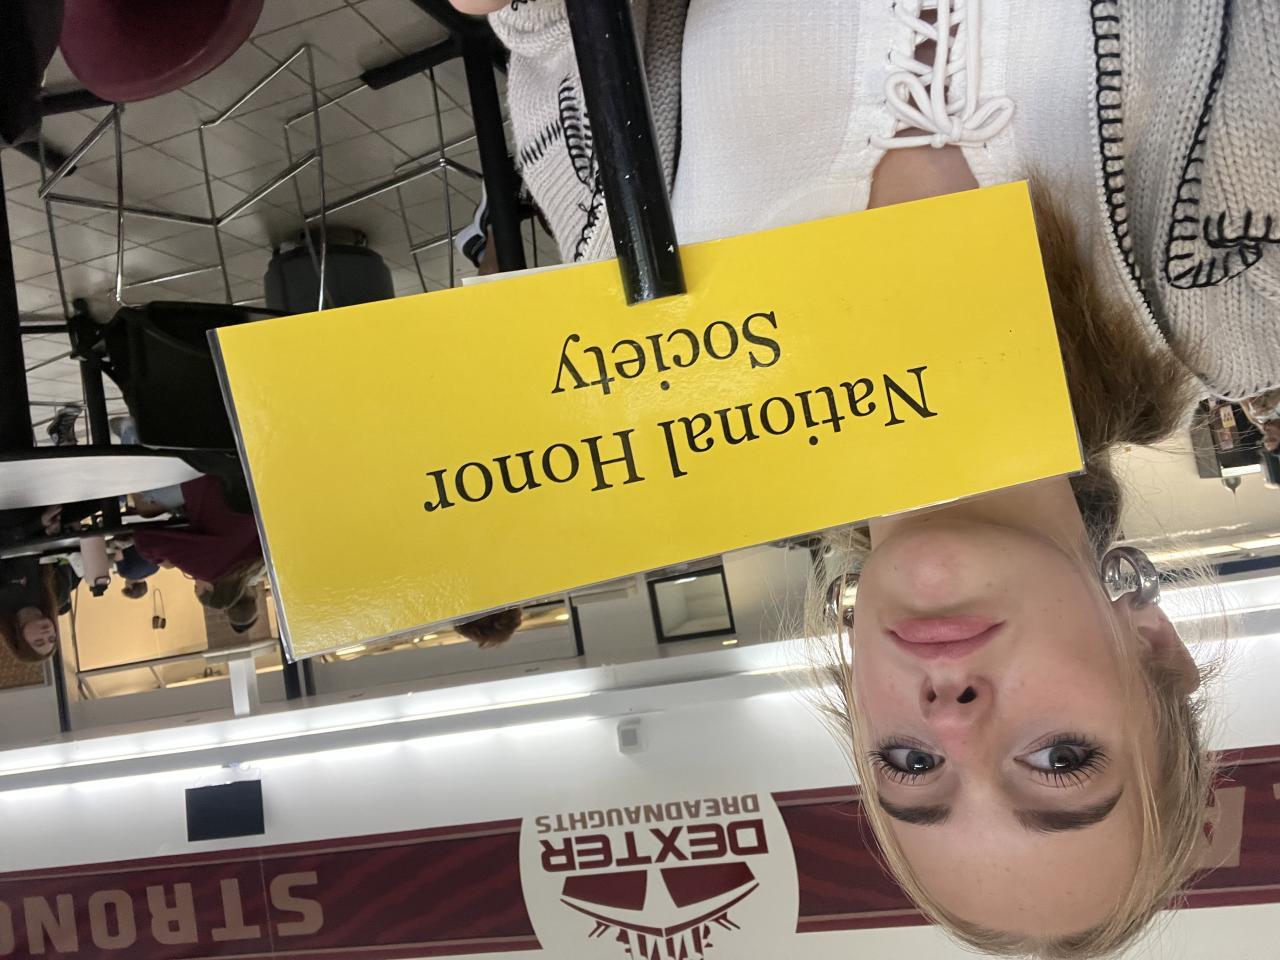 National Honor
Society
STRONG
DEXTER
DREADNAUGHTS